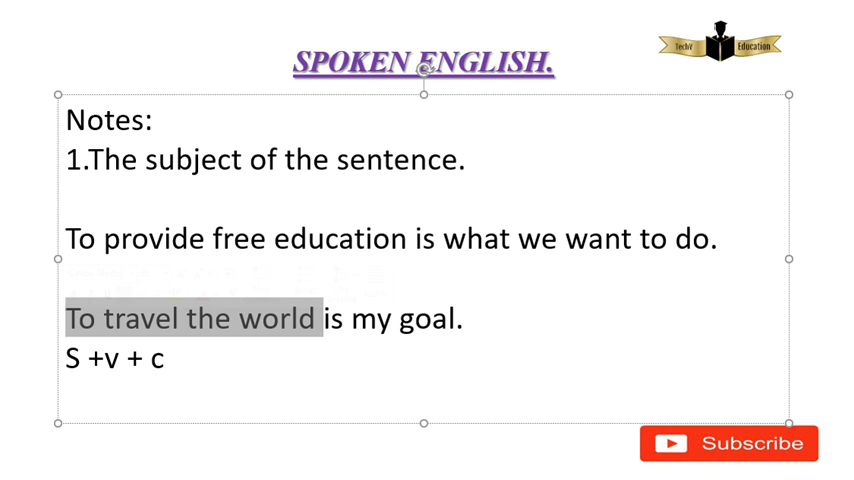 SPOKEN ENGLISH.
TechY Education
Notes:
1.The subject of the sentence.
To provide free education is what we want to do.
To travel the world is my goal.
S +v + c
Subscribe